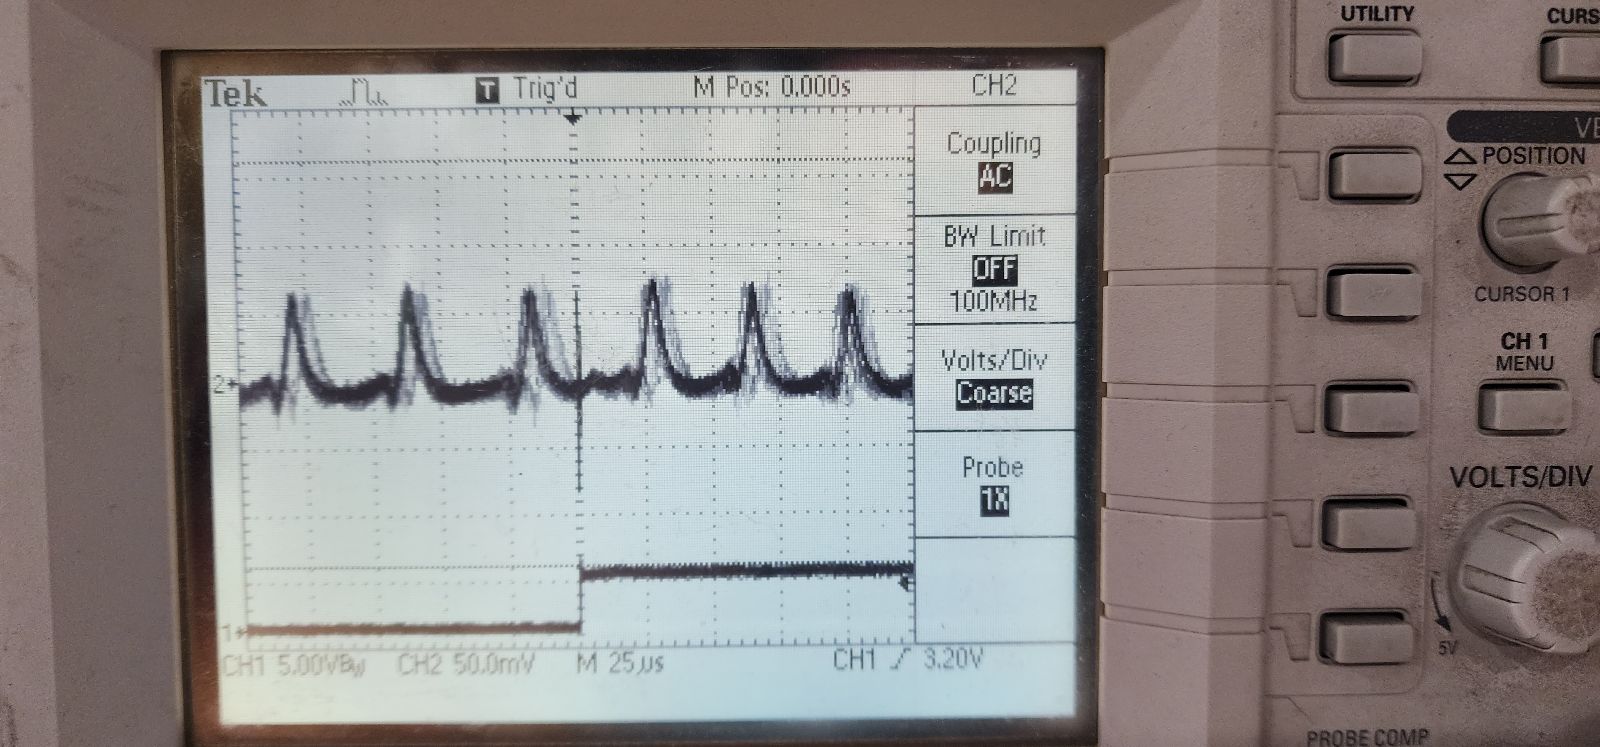 UTILITY CURS
Tek T Trig'd M Pos: 0.000s CH2
Coupling
AC
BW Limit
OFF
100MHz
Volts/Div
Coarse
Probe
1X
2
1
CH1 5.00VBw CH2 50.0mV M 25µs CH1 3.20V
POSITION
CURSOR 1
CH 1
MENU
VOLTS/DIV
5V
PROBE COMP